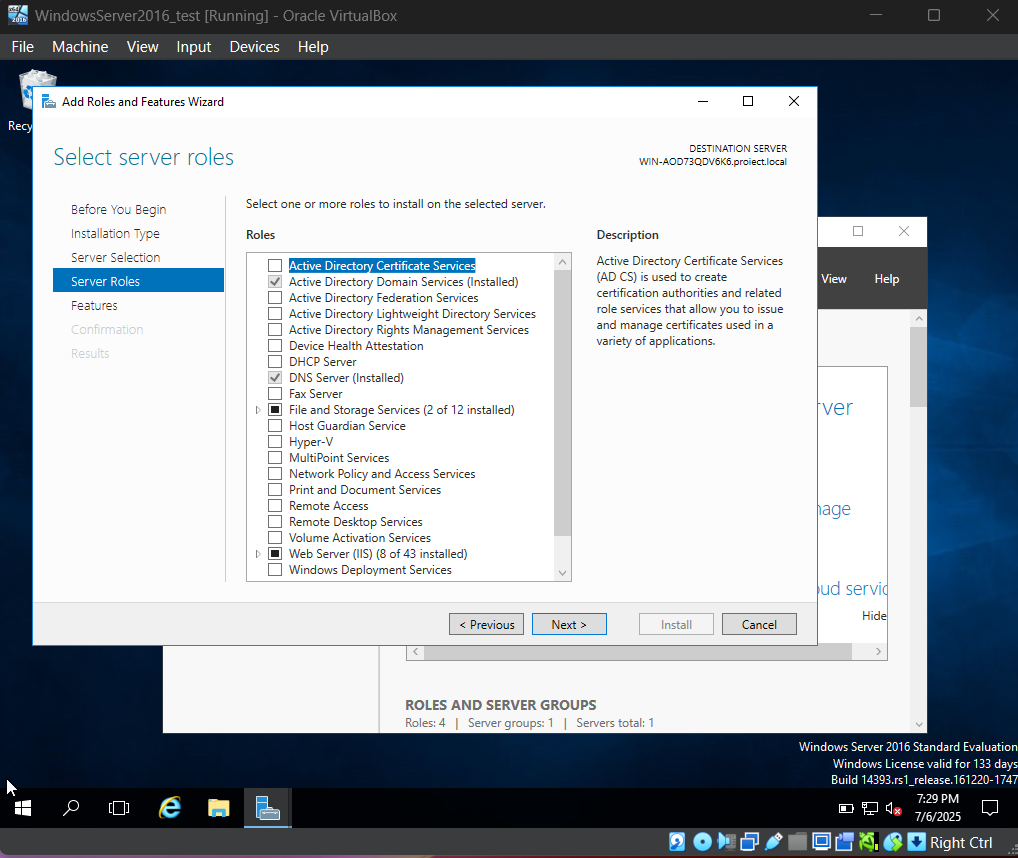 WindowsServer2016_test [Running] - Oracle VirtualBox
File Machine View Input Devices Help
Recy
Add Roles and Features Wizard
Select server roles
DESTINATION SERVER
WIN-AOD73QDV6K6.project.local
Before You Begin
Installation Type
Server Selection
Server Roles
Features
Confirmation
Results
Select one or more roles to install on the selected server.
Roles
Active Directory Certificate Services
Active Directory Domain Services (Installed)
Active Directory Federation Services
Active Directory Lightweight Directory Services
Active Directory Rights Management Services
Device Health Attestation
DHCP Server
DNS Server (Installed)
Fax Server
File and Storage Services (2 of 12 installed)
Host Guardian Service
Hyper-V
MultiPoint Services
Network Policy and Access Services
Print and Document Services
Remote Access
Remote Desktop Services
Volume Activation Services
Web Server (IIS) (8 of 43 installed)
Windows Deployment Services
Description
Active Directory Certificate Services
(AD CS) is used to create
certification authorities and related
role services that allow you to issue
and manage certificates used in a
variety of applications.
< Previous
Next >
Install
Cancel
View Help
rver
nage
oud servic
Hide
ROLES AND SERVER GROUPS
Roles: 4 | Server groups: 1 | Servers total: 1
Windows Server 2016 Standard Evaluation
Windows License valid for 133 days
Build 14393.rs1_release.161220-1747
7:29 PM
7/6/2025
Right Ctrl